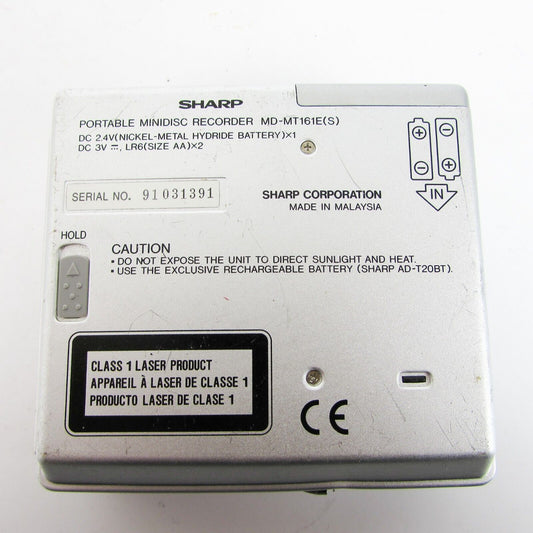 SHARP
PORTABLE MINIDISC RECORDER MD-MT161E(S)
DC 2.4V(NICKEL-METAL HYDRIDE BATTERY)×1
DC 3V ⎓, LR6(SIZE AA)×2
IN
SERIAL NO. 91031391
SHARP CORPORATION
MADE IN MALAYSIA
HOLD
CAUTION
• DO NOT EXPOSE THE UNIT TO DIRECT SUNLIGHT AND HEAT.
• USE THE EXCLUSIVE RECHARGEABLE BATTERY (SHARP AD-T20BT).
CLASS 1 LASER PRODUCT
APPAREIL À LASER DE CLASSE 1
PRODUCTO LASER DE CLASE 1
CE